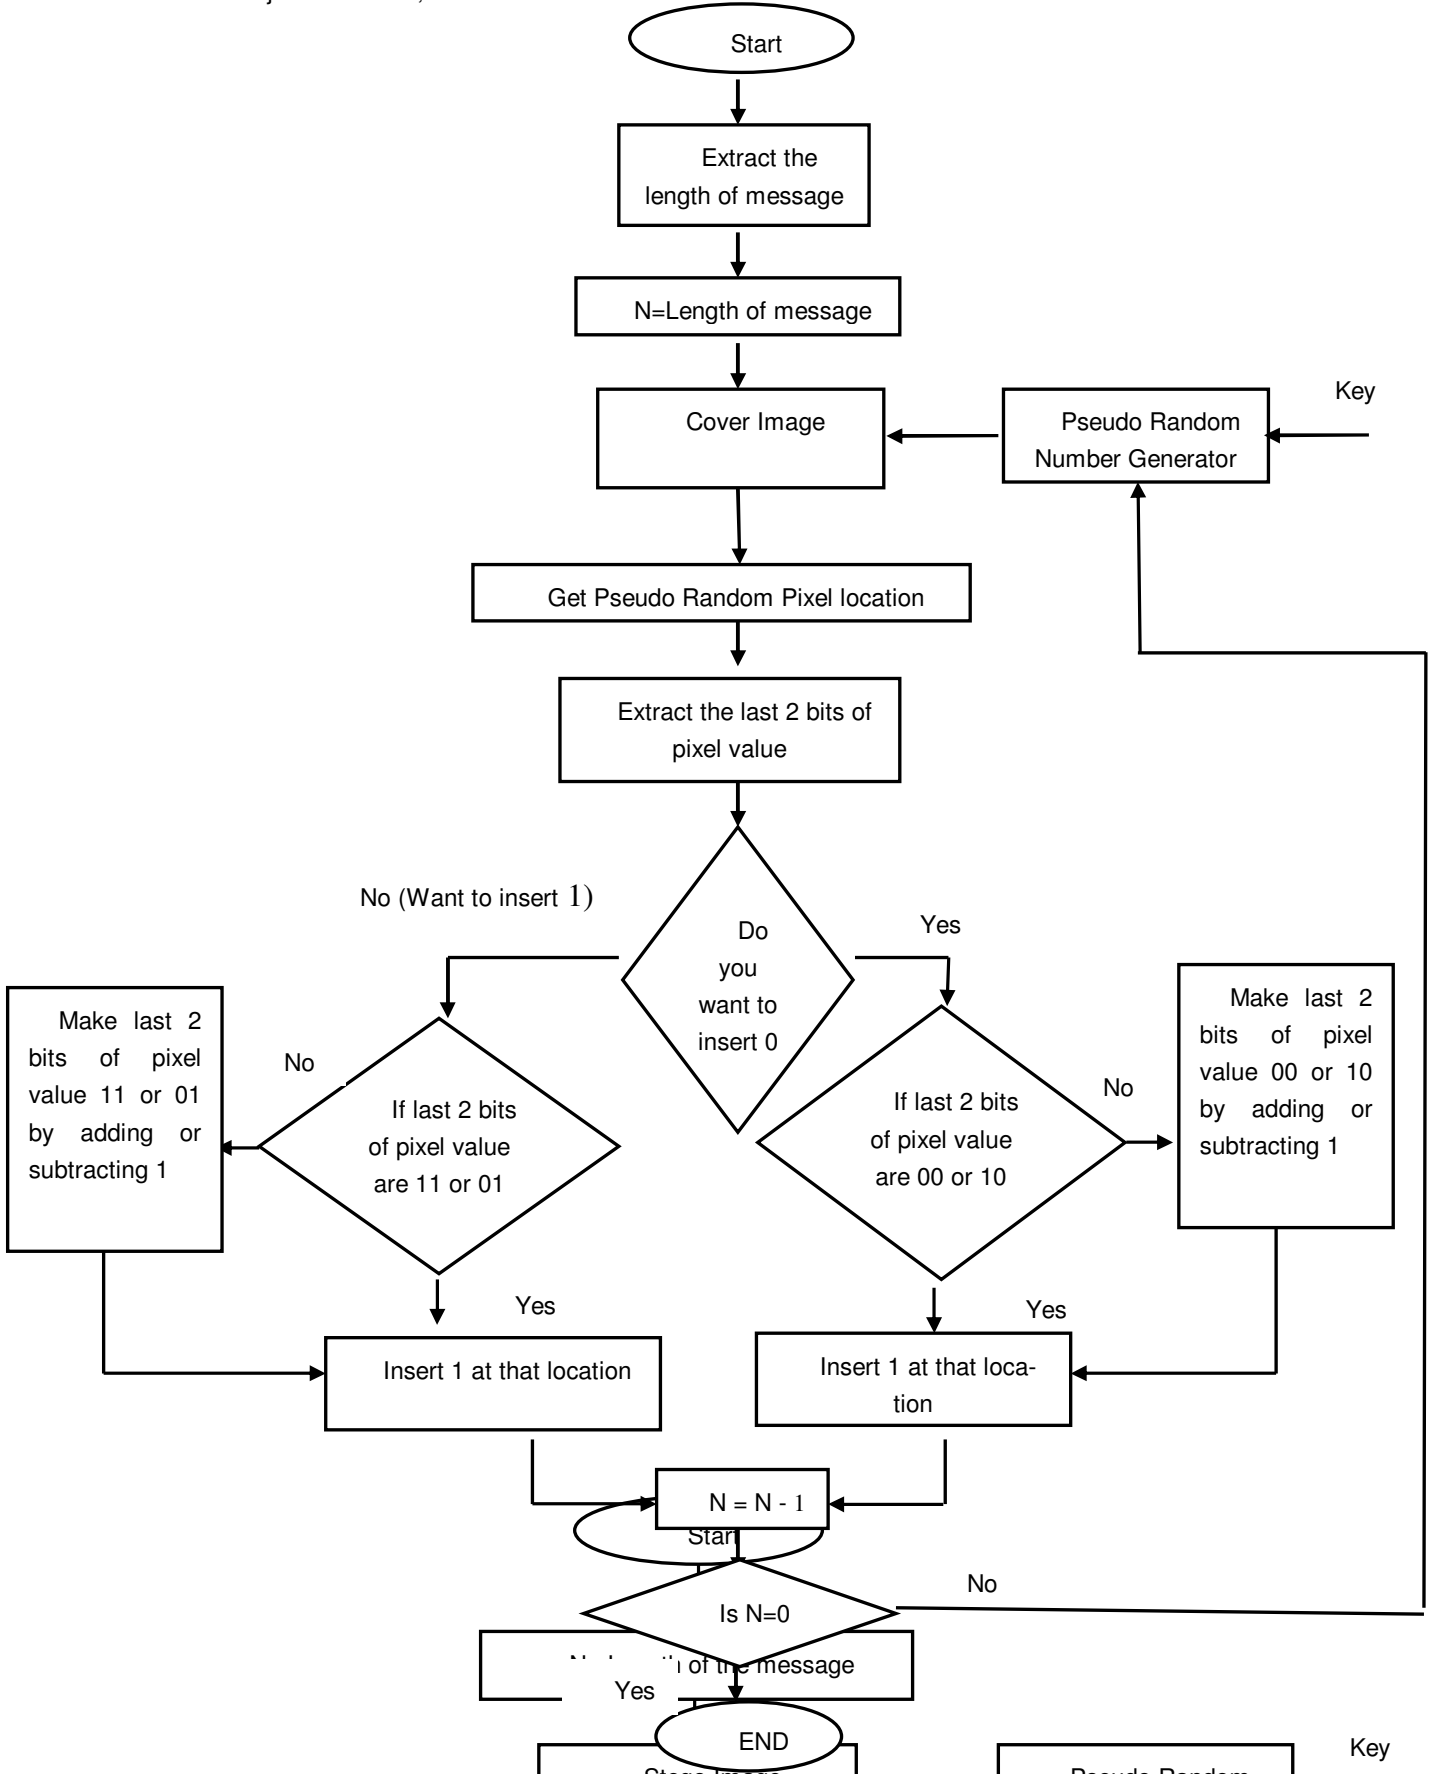 Start
Extract the
length of message
N=Length of message
Cover Image
Pseudo Random
Number Generator
Key
Get Pseudo Random Pixel location
Extract the last 2 bits of
pixel value
No (Want to insert 1)
Do
you
want to
insert 0
Yes
Make last 2
bits of pixel
value 11 or 01
by adding or
subtracting 1
No
If last 2 bits
of pixel value
are 11 or 01
If last 2 bits
of pixel value
are 00 or 10
No
Make last 2
bits of pixel
value 00 or 10
by adding or
subtracting 1
Yes
Yes
Insert 1 at that location
Insert 1 at that loca-
tion
N = N - 1
Start
No
Is N=0
of the message
Yes
END
Key
Stego Image
Pseudo Random